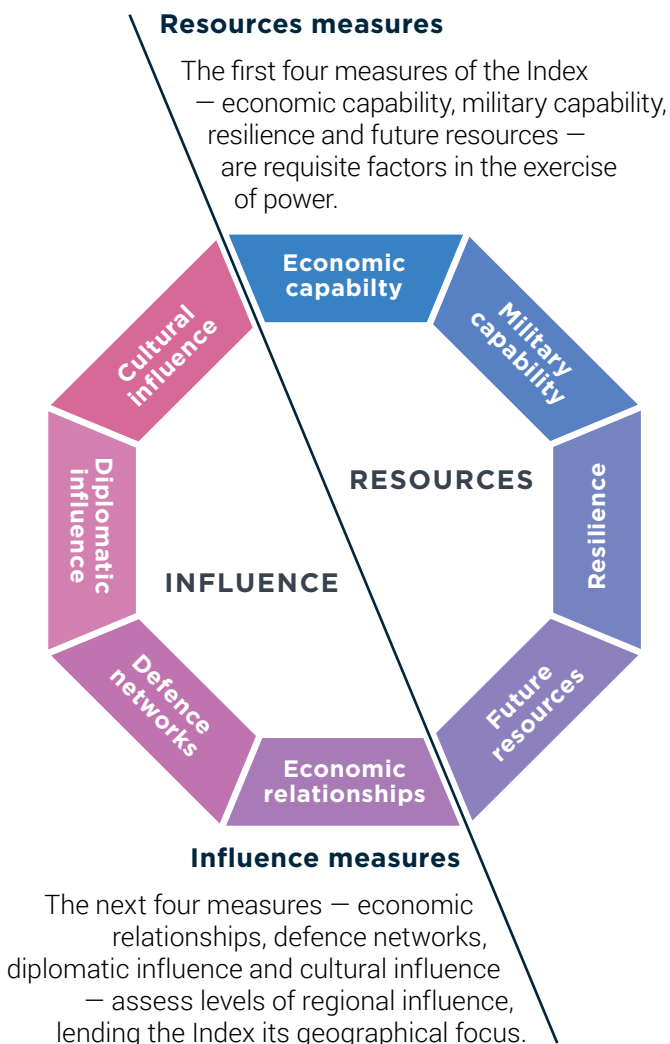 Resources measures
The first four measures of the Index
— economic capability, military capability,
resilience and future resources —
are requisite factors in the exercise
of power.
Economic
capabilty
Military
capability
Resilience
Future
resources
Economic
relationships
Defence
networks
Diplomatic
influence
Cultural
influence
RESOURCES
INFLUENCE
Influence measures
The next four measures — economic
relationships, defence networks,
diplomatic influence and cultural influence
— assess levels of regional influence,
lending the Index its geographical focus.